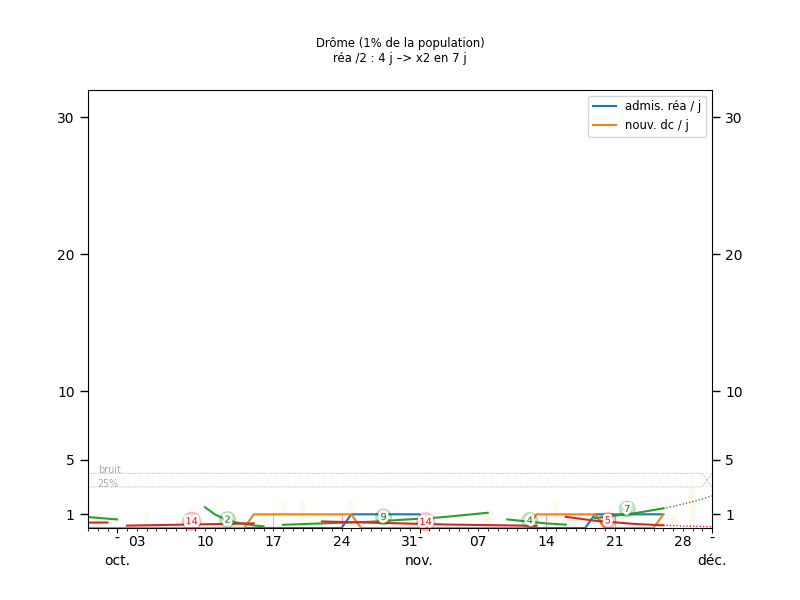 Drôme (1% de la population)
réa /2 : 4 j –> x2 en 7 j
admis. réa / j
nouv. dc / j
30 30
20 20
10 10
5 5
bruit
25%
1 1
14 2 9 14 4 5 7
03 10 17 24 31 07 14 21 28
oct. nov. déc.